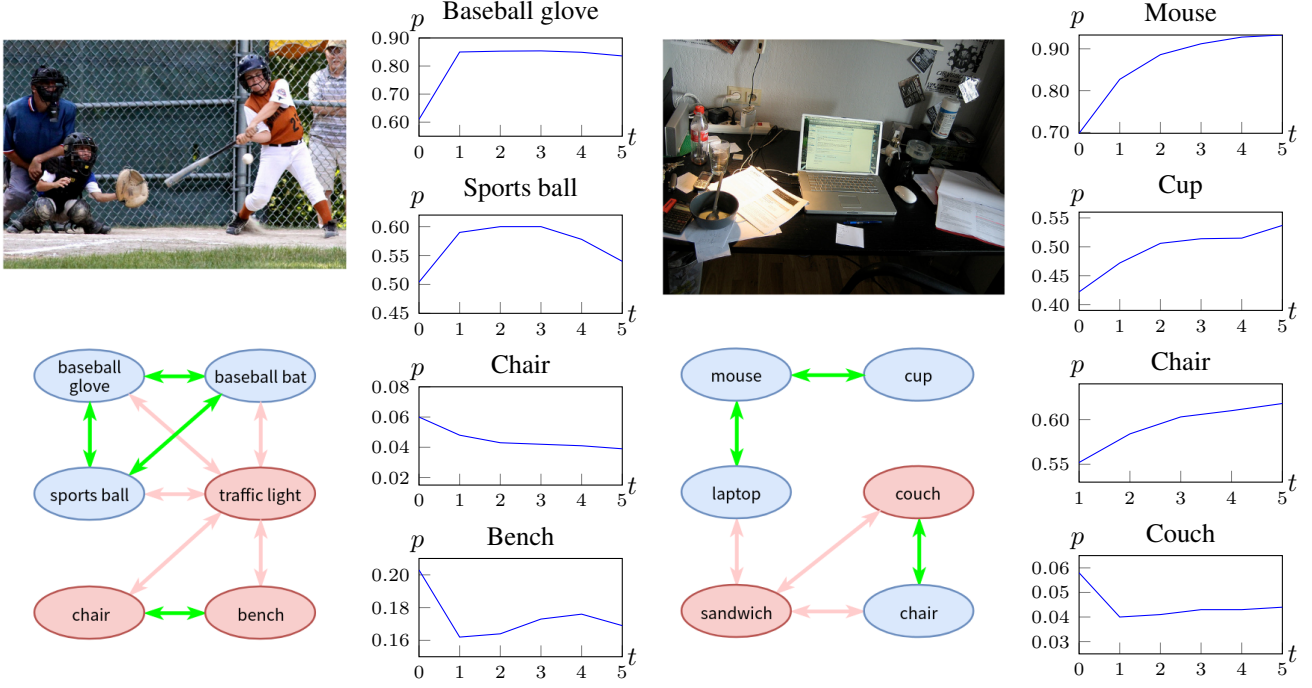 Baseball glove
p
0.90
0.80
0.70
0.60
0 1 2 3 4 5 t
Sports ball
p
0.60
0.55
0.50
0.45
0 1 2 3 4 5 t
Chair
p
0.08
0.06
0.04
0.02
0 1 2 3 4 5 t
Bench
p
0.20
0.18
0.16
0 1 2 3 4 5 t
baseball
glove
baseball bat
sports ball
traffic light
chair
bench
Mouse
p
0.90
0.80
0.70
0 1 2 3 4 5 t
Cup
p
0.55
0.50
0.45
0.40
0 1 2 3 4 5 t
Chair
p
0.60
0.55
1 2 3 4 5 t
Couch
p
0.06
0.05
0.04
0.03
0 1 2 3 4 5 t
mouse
cup
laptop
couch
sandwich
chair